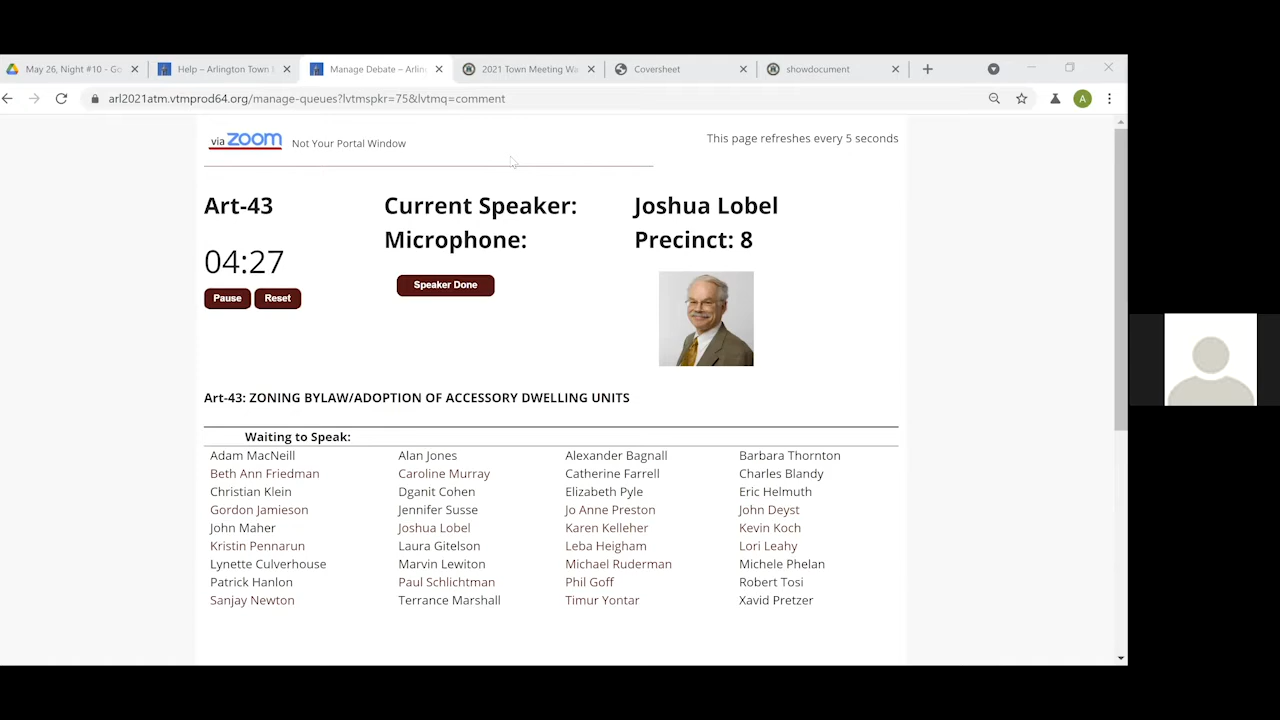 May 26, Night #10 - Go
Help – Arlington Town
Manage Debate – Arlin
2021 Town Meeting Wa
Coversheet
showdocument
arl2021atm.vtmprod64.org/manage-queues?lvtmspkr=75&lvtmq=comment
A
via zoom Not Your Portal Window
This page refreshes every 5 seconds
Art-43 Current Speaker: Joshua Lobel
Microphone: Precinct: 8
04:27
Speaker Done
Pause Reset
Art-43: ZONING BYLAW/ADOPTION OF ACCESSORY DWELLING UNITS
Waiting to Speak:
Adam MacNeill Alan Jones Alexander Bagnall Barbara Thornton
Beth Ann Friedman Caroline Murray Catherine Farrell Charles Blandy
Christian Klein Dganit Cohen Elizabeth Pyle Eric Helmuth
Gordon Jamieson Jennifer Susse Jo Anne Preston John Deyst
John Maher Joshua Lobel Karen Kelleher Kevin Koch
Kristin Pennarun Laura Gitelson Leba Heigham Lori Leahy
Lynette Culverhouse Marvin Lewiton Michael Ruderman Michele Phelan
Patrick Hanlon Paul Schlichtman Phil Goff Robert Tosi
Sanjay Newton Terrance Marshall Timur Yontar Xavid Pretzer